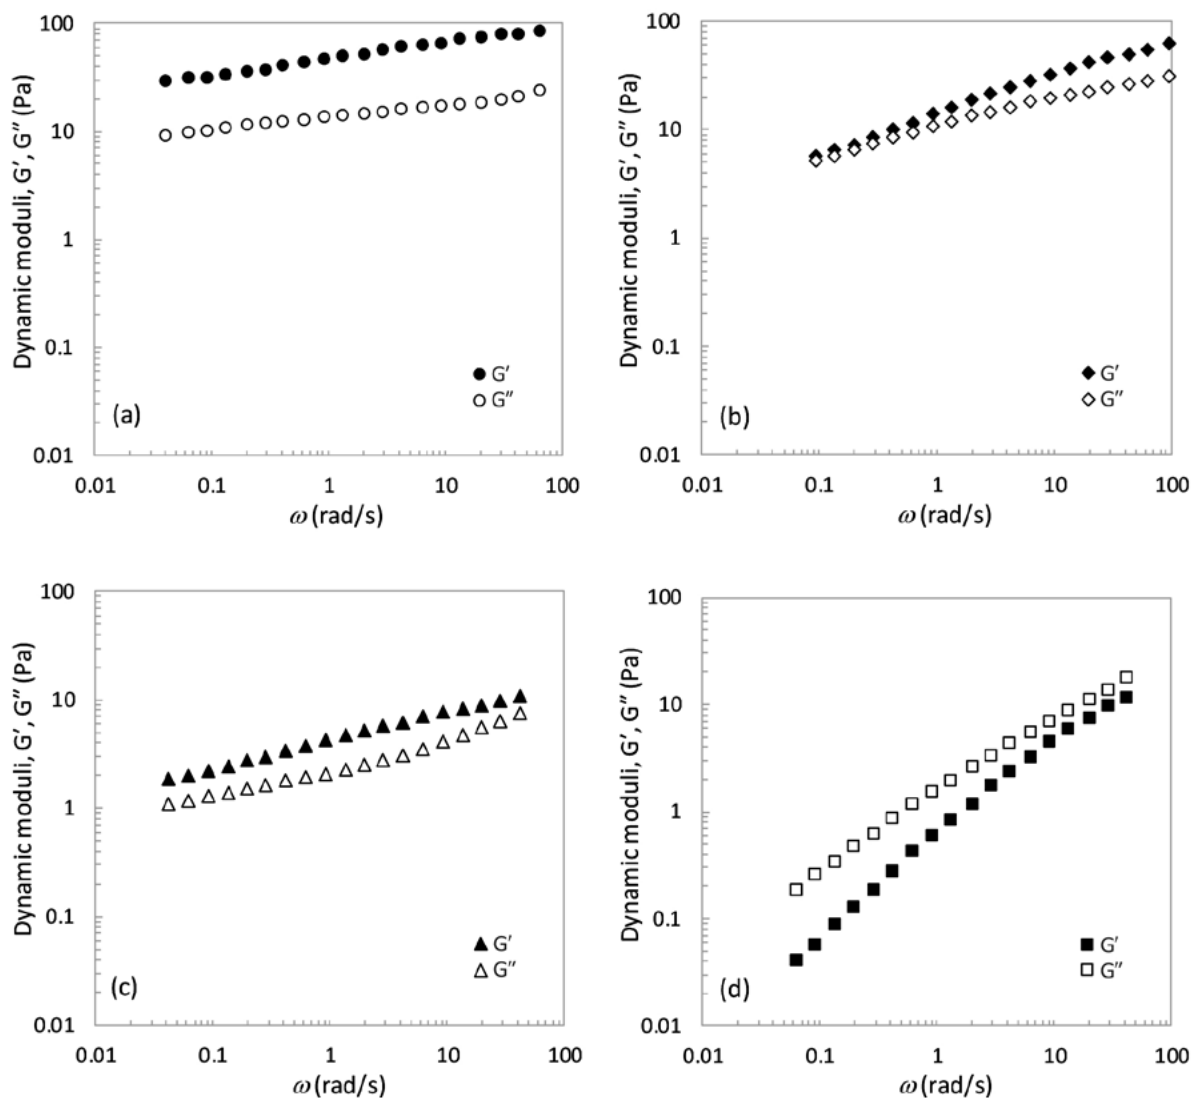 100
10
1
0.1
0.01
Dynamic moduli, G′, G″ (Pa)
G′
G″
(a)
0.01 0.1 1 10 100
ω (rad/s)
100
10
1
0.1
0.01
Dynamic moduli, G′, G″ (Pa)
G′
G″
(b)
0.01 0.1 1 10 100
ω (rad/s)
100
10
1
0.1
0.01
Dynamic moduli, G′, G″ (Pa)
G′
G″
(c)
0.01 0.1 1 10 100
ω (rad/s)
100
10
1
0.1
0.01
Dynamic moduli, G′, G″ (Pa)
G′
G″
(d)
0.01 0.1 1 10 100
ω (rad/s)